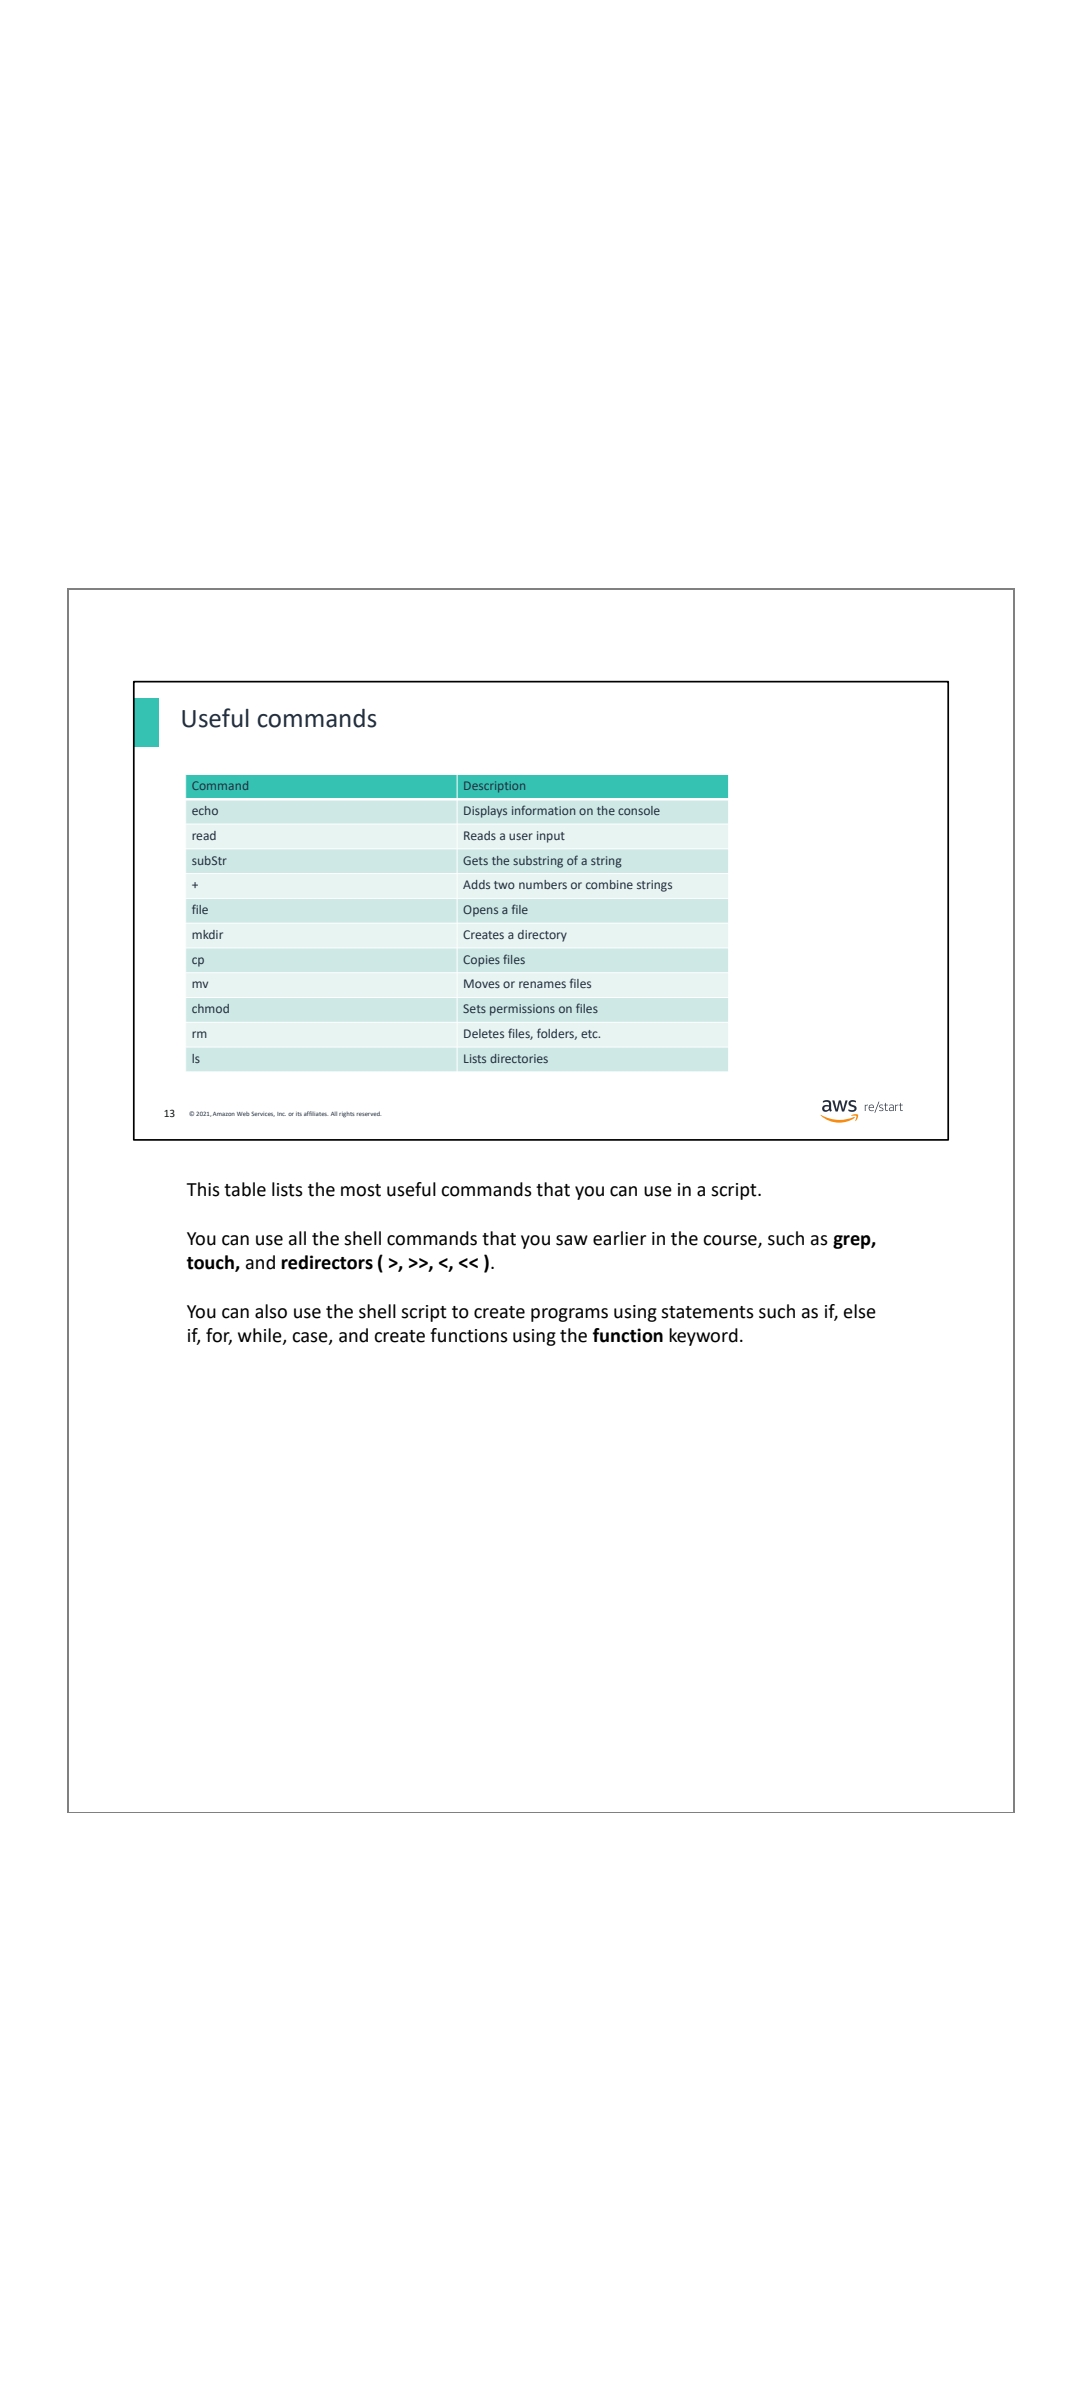 Useful commands
Command Description
echo Displays information on the console
read Reads a user input
subStr Gets the substring of a string
+ Adds two numbers or combine strings
file Opens a file
mkdir Creates a directory
cp Copies files
mv Moves or renames files
chmod Sets permissions on files
rm Deletes files, folders, etc.
ls Lists directories
13 © 2021, Amazon Web Services, Inc. or its affiliates. All rights reserved.
aws re/start
This table lists the most useful commands that you can use in a script.
You can use all the shell commands that you saw earlier in the course, such as grep,
touch, and redirectors ( >, >>, <, << ).
You can also use the shell script to create programs using statements such as if, else
if, for, while, case, and create functions using the function keyword.